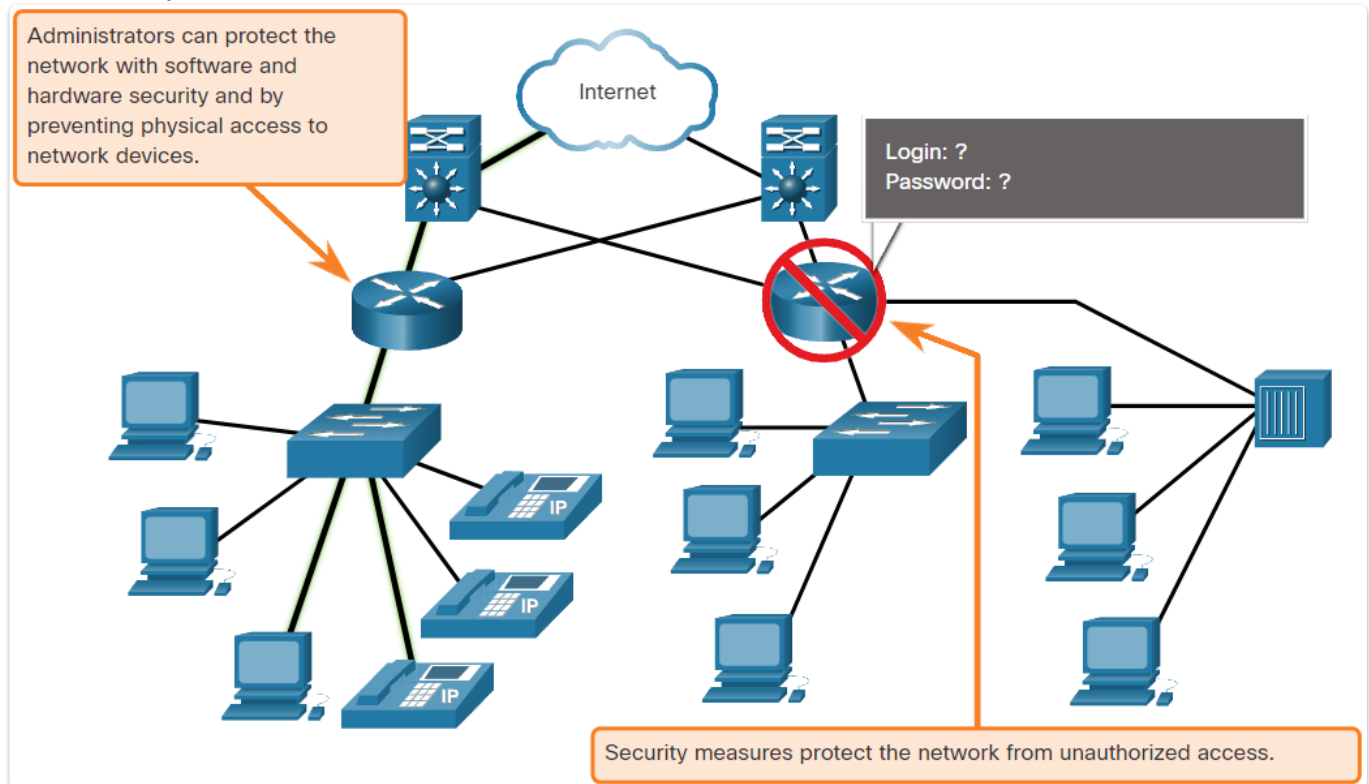 Administrators can protect the
network with software and
hardware security and by
preventing physical access to
network devices.
Internet
Login: ?
Password: ?
IP
IP
IP
Security measures protect the network from unauthorized access.